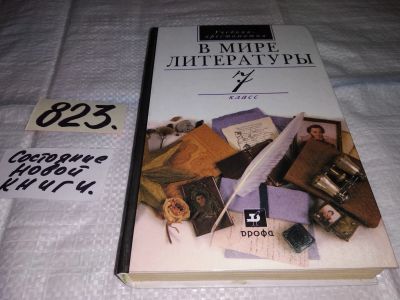 Учебник-хрестоматия
В МИРЕ
ЛИТЕРАТУРЫ
7
класс
Дрофа
823.
Состояние
новой
книги.